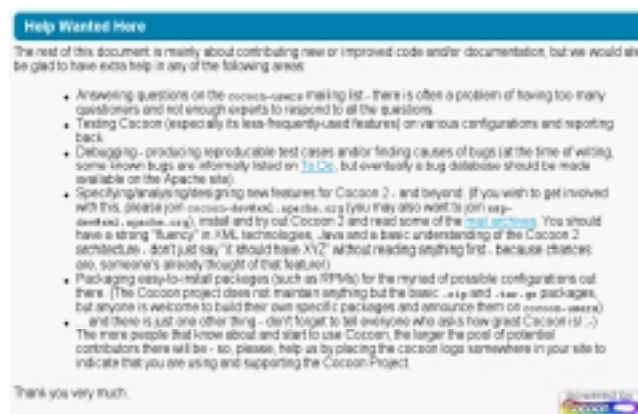 Help Wanted Here
The rest of this document is mainly about contributing new or improved code and/or documentation, but we would also
be glad to have extra help in any of the following areas:
Answering questions on the cocoon-users mailing list - there is often a problem of having too many
questioners and not enough experts to respond to all the questions.
Testing Cocoon (especially its less-frequently-used features) on various configurations and reporting
back.
Debugging - producing reproducable test cases and/or finding causes of bugs (at the time of writing,
some known bugs are informally listed on To Do, but eventually a bug database should be made
available on the Apache site).
Specifying/analysing/designing new features for Cocoon 2 - and beyond. (If you wish to get involved
with this, please join cocoon-dev@xml.apache.org (you may also want to join
), install and try out Cocoon 2 and read some of the mail archives. You should
have a strong "fluency" in XML technologies, Java and a basic understanding of the Cocoon 2
architecture - don't just say "it should have XYZ" without reading anything first - because chances
are, someone's already thought of that feature!)
Packaging easy-to-install packages (such as RPMs) for the myriad of possible configurations out
there. (The Cocoon project does not maintain anything but the basic .zip and .tar.gz packages,
but anyone is welcome to build their own specific packages and announce them on cocoon-users)
... and there is just one other thing - don't forget to tell everyone who asks how great Cocoon is! ;-)
The more people that know about and start to use Cocoon, the larger the pool of potential
contributors there will be - so, please, help us by placing the cocoon logo somewhere in your site to
indicate that you are using and supporting the Cocoon Project.
Thank you very much.
powered by